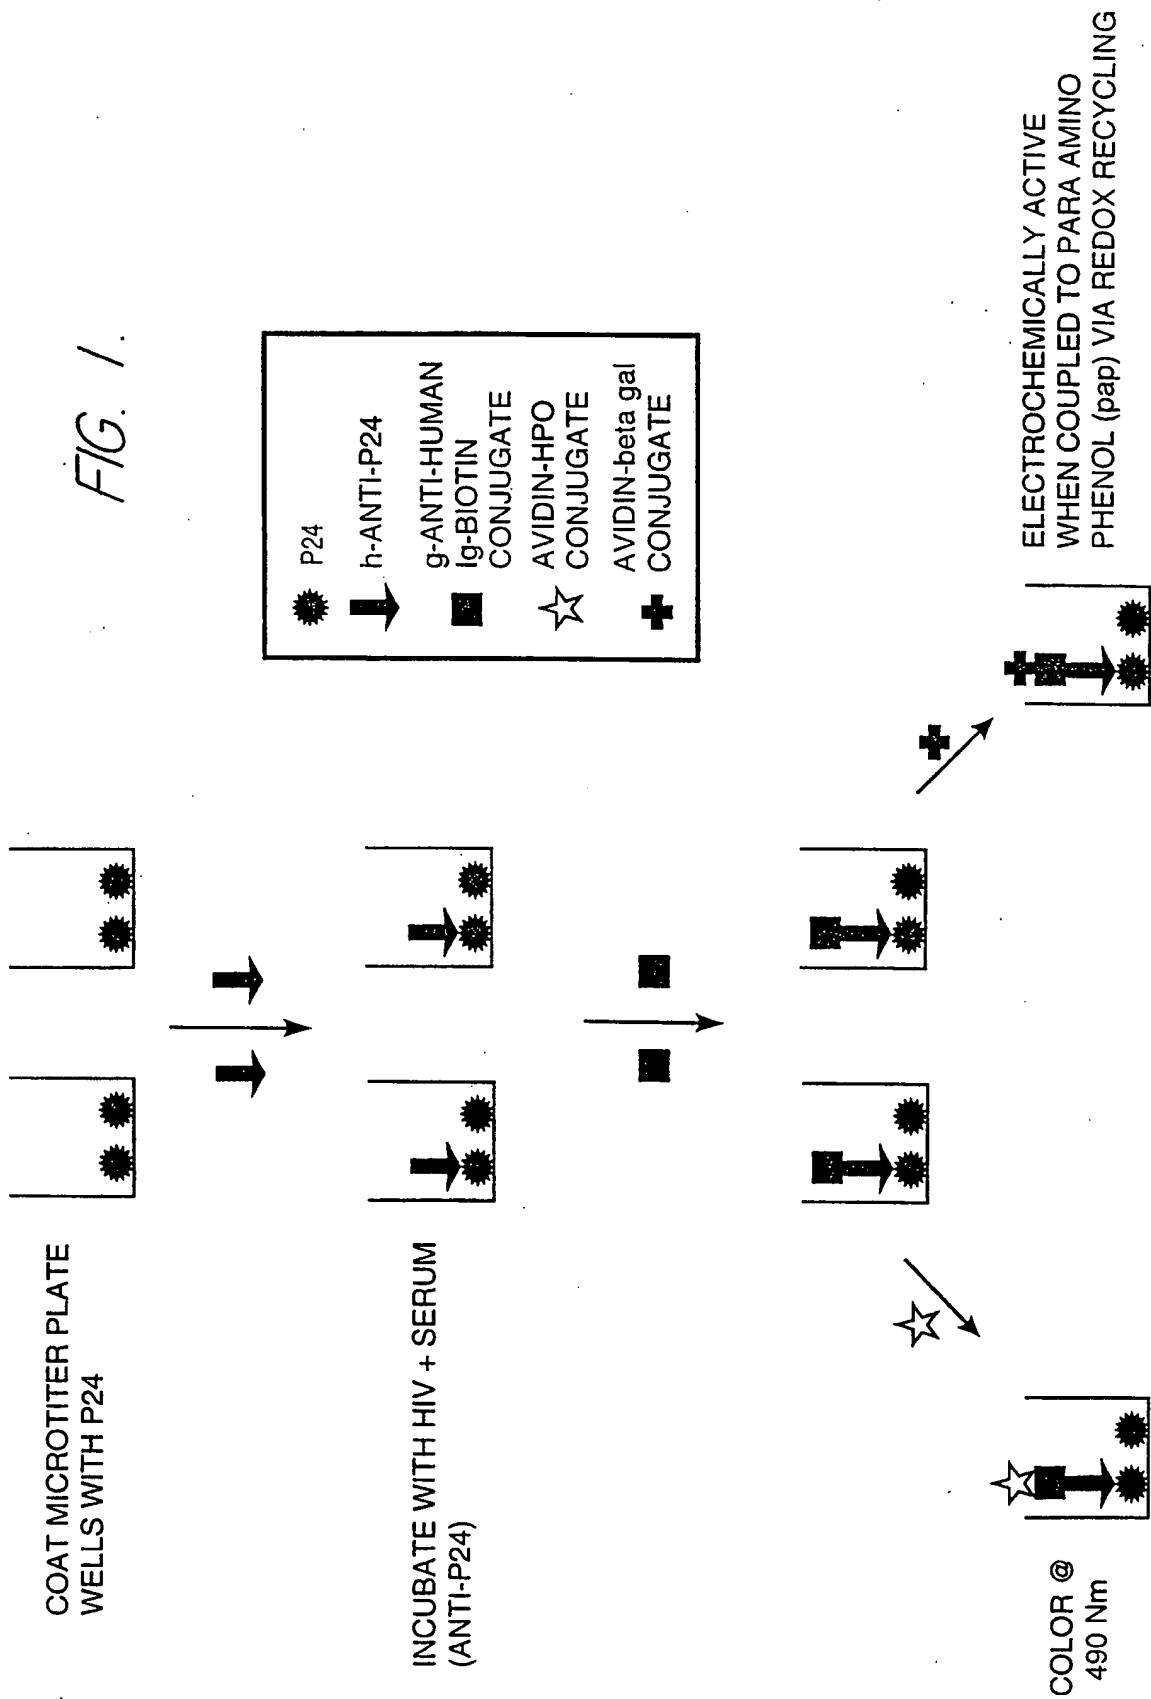 FIG. 1.
COAT MICROTITER PLATE
WELLS WITH P24
INCUBATE WITH HIV + SERUM
(ANTI-P24)
P24
h-ANTI-P24
g-ANTI-HUMAN
Ig-BIOTIN
CONJUGATE
AVIDIN-HPO
CONJUGATE
AVIDIN-beta gal
CONJUGATE
COLOR @
490 Nm
ELECTROCHEMICALLY ACTIVE
WHEN COUPLED TO PARA AMINO
PHENOL (pap) VIA REDOX RECYCLING